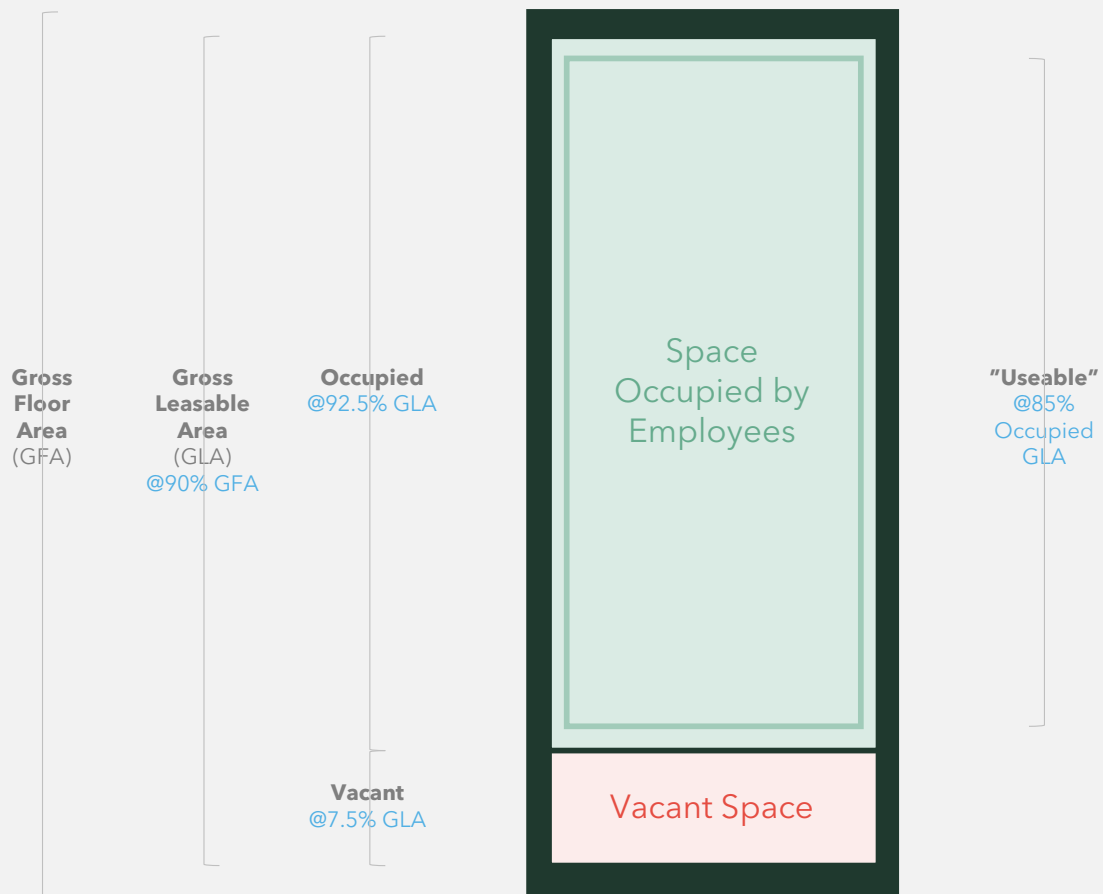 Gross
Floor
Area
(GFA)
Gross
Leasable
Area
(GLA)
@90% GFA
Occupied
@92.5% GLA
Space
Occupied by
Employees
"Useable"
@85%
Occupied
GLA
Vacant
@7.5% GLA
Vacant Space